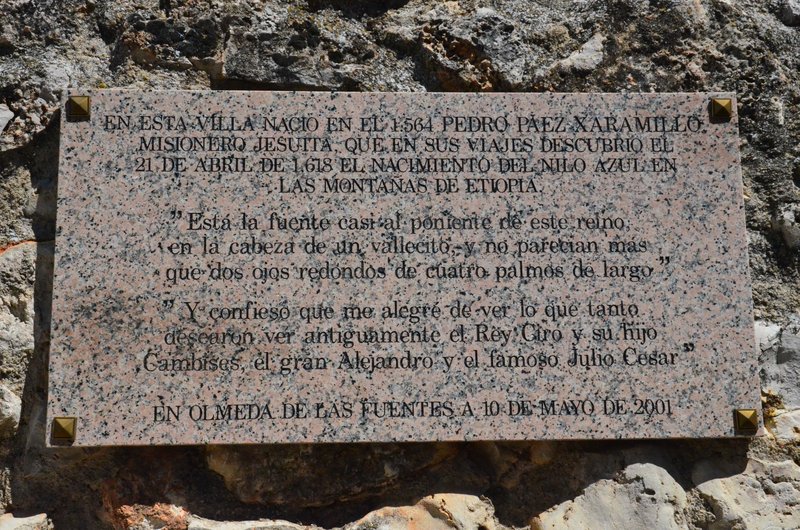 EN ESTA VILLA NACIO EN EL 1.564 PEDRO PAEZ XARAMILLO,
MISIONERO JESUITA, QUE EN SUS VIAJES DESCUBRIO EL
21 DE ABRIL DE 1.618 EL NACIMIENTO DEL NILO AZUL EN
LAS MONTAÑAS DE ETIOPIA.
"Está la fuente casi al poniente de este reino,
en la cabeza de un vallecito, y no parecian mas
que dos ojos redondos de cuatro palmos de largo"
"Y confieso que me alegré de ver lo que tanto
desearon ver antiguamente el Rey Ciro y su hijo
Cambises, el gran Alejandro y el famoso Julio Cesar"
EN OLMEDA DE LAS FUENTES A 10 DE MAYO DE 2001